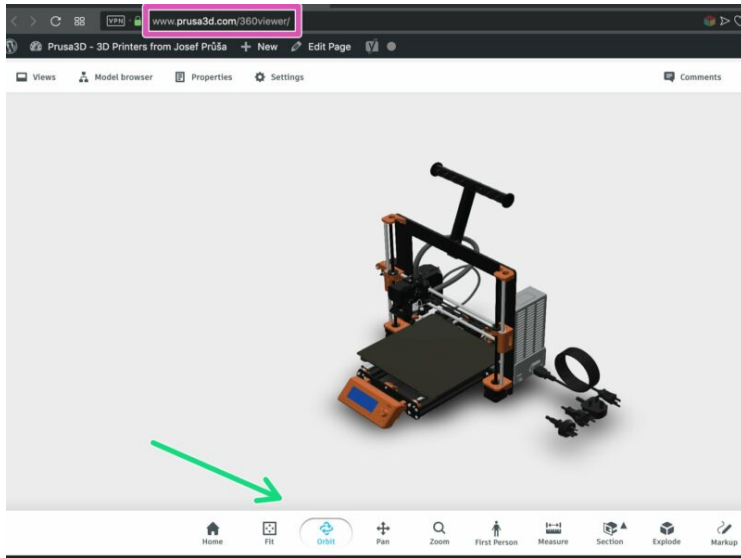 VPN www.prusa3d.com/360viewer/
Prusa3D - 3D Printers from Josef Průša + New Edit Page
Views Model browser Properties Settings Comments
Home Fit Orbit Pan Zoom First Person Measure Section Explode Markup